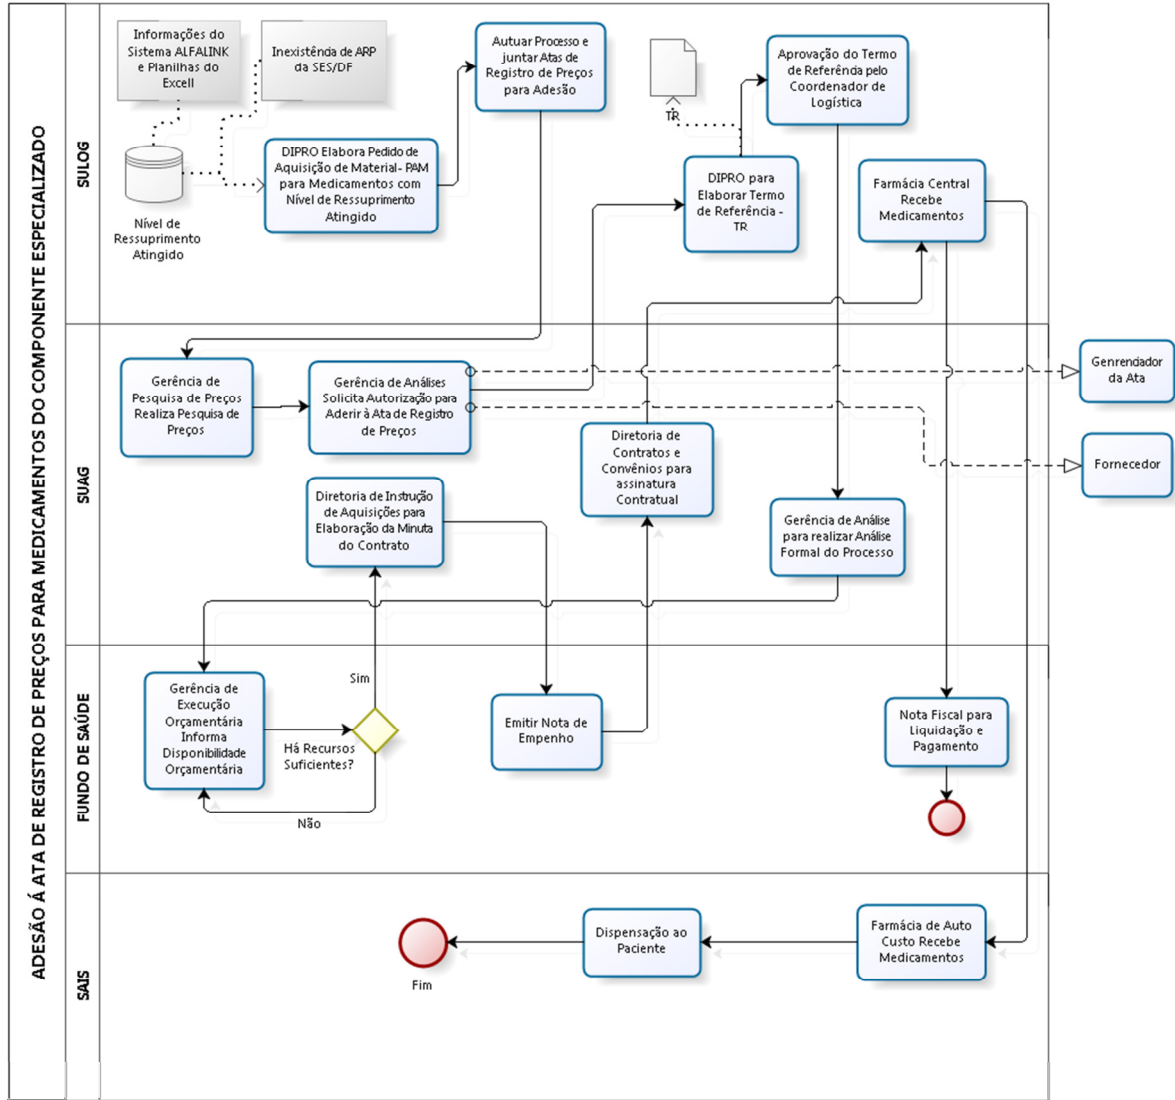 ADESÃO Á ATA DE REGISTRO DE PREÇOS PARA MEDICAMENTOS DO COMPONENTE ESPECIALIZADO
SULOG
Informações do
Sistema ALFALINK
e Planilhas do
Excell
Inexistência de ARP
da SES/DF
Autuar Processo e
juntar Atas de
Registro de Preços
para Adesão
TR
Aprovação do Termo
de Referência pelo
Coordenador de
Logística
Nível de
Ressuprimento
Atingido
DIPRO Elabora Pedido de
Aquisição de Material- PAM
para Medicamentos com
Nível de Ressuprimento
Atingido
DIPRO para
Elaborar Termo
de Referência -
TR
Farmácia Central
Recebe
Medicamentos
SUAG
Gerência de
Pesquisa de Preços
Realiza Pesquisa de
Preços
Gerência de Análises
Solicita Autorização para
Aderir à Ata de Registro
de Preços
Genrenciador
da Ata
Diretoria de
Contratos e
Convênios para
assinatura
Contratual
Fornecedor
Diretoria de Instrução
de Aquisições para
Elaboração da Minuta
do Contrato
Gerência de Análise
para realizar Análise
Formal do Processo
FUNDO DE SAÚDE
Gerência de
Execução
Orçamentária
Informa
Disponibilidade
Orçamentária
Sim
Há Recursos
Suficientes?
Não
Emitir Nota de
Empenho
Nota Fiscal para
Liquidação e
Pagamento
SAIS
Fim
Dispensação ao
Paciente
Farmácia de Auto
Custo Recebe
Medicamentos